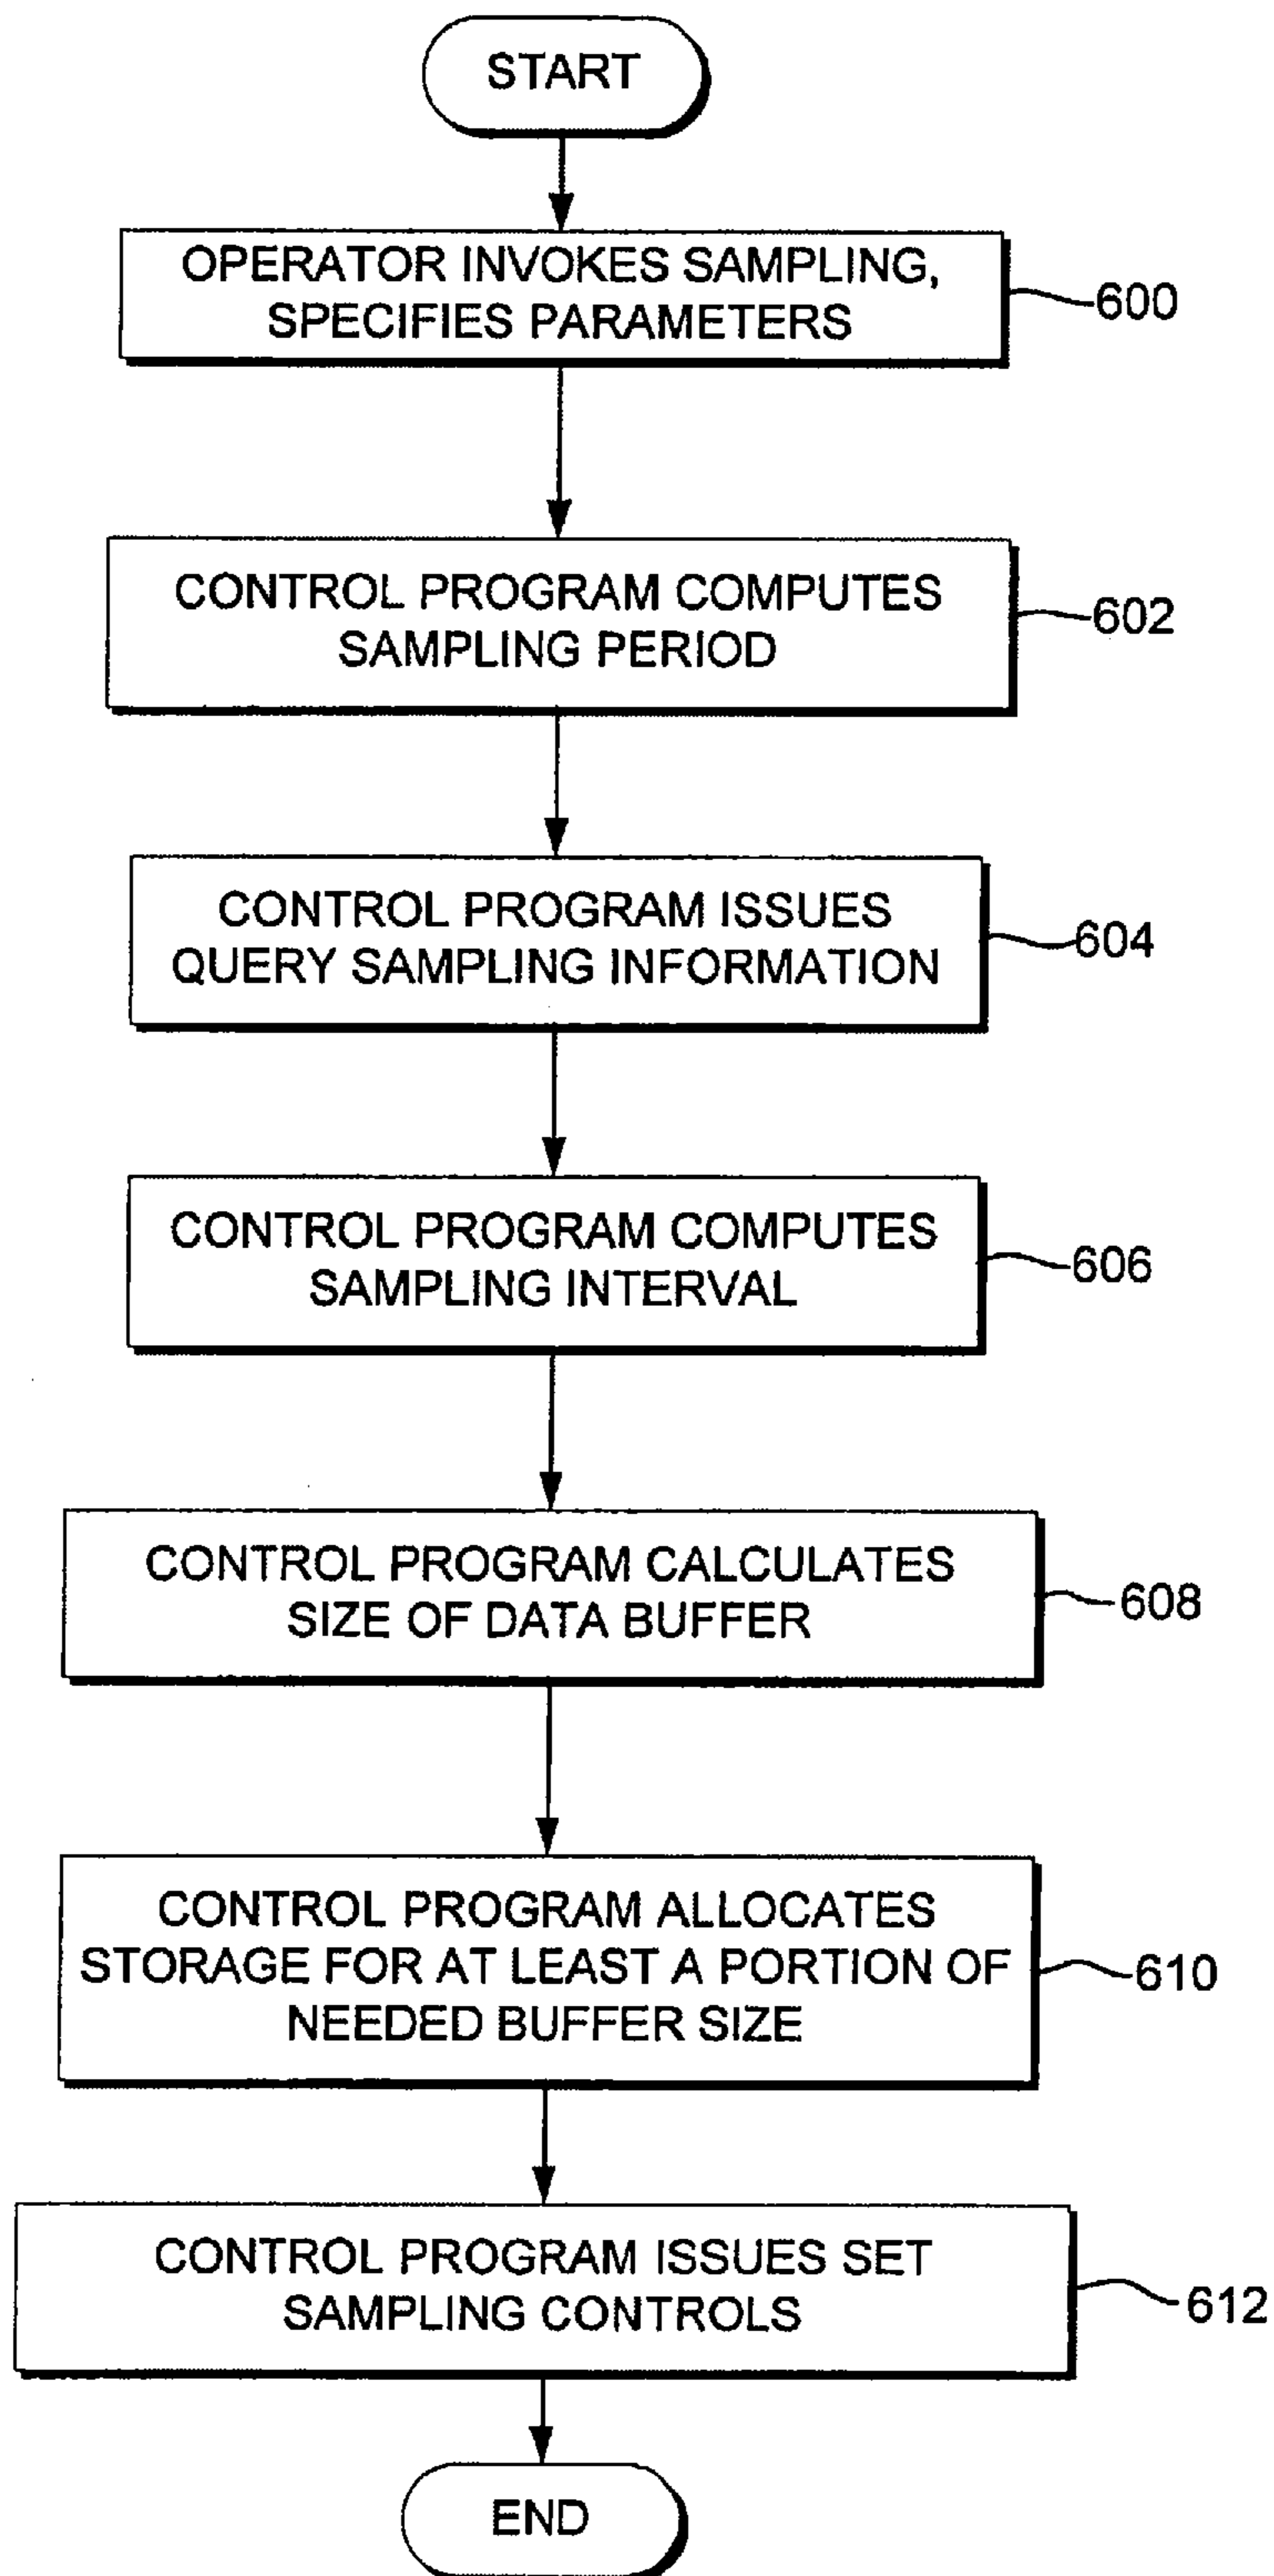 START
OPERATOR INVOKES SAMPLING,
SPECIFIES PARAMETERS
600
CONTROL PROGRAM COMPUTES
SAMPLING PERIOD
602
CONTROL PROGRAM ISSUES
QUERY SAMPLING INFORMATION
604
CONTROL PROGRAM COMPUTES
SAMPLING INTERVAL
606
CONTROL PROGRAM CALCULATES
SIZE OF DATA BUFFER
608
CONTROL PROGRAM ALLOCATES
STORAGE FOR AT LEAST A PORTION OF
NEEDED BUFFER SIZE
610
CONTROL PROGRAM ISSUES SET
SAMPLING CONTROLS
612
END